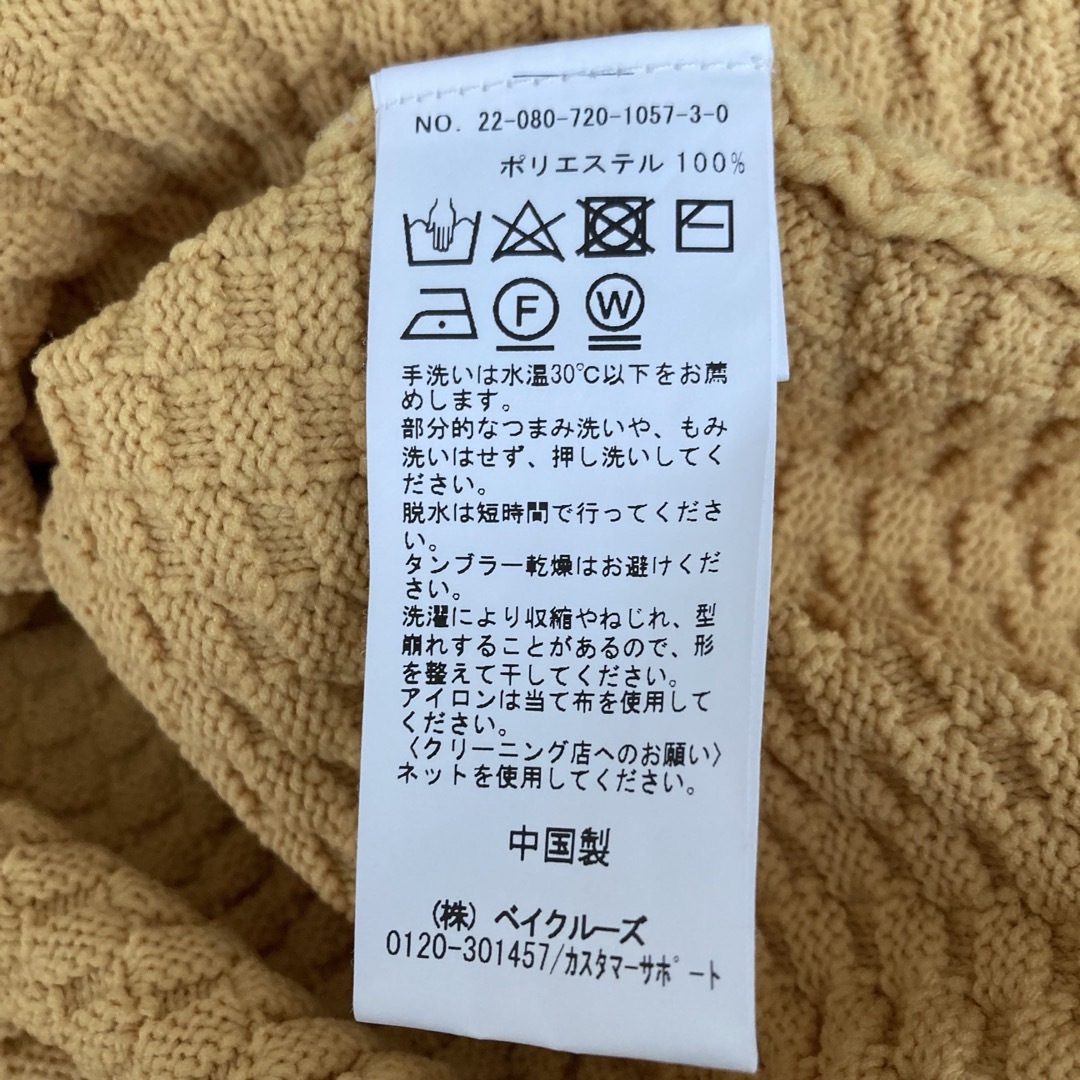 NO. 22-080-720-1057-3-0
ポリエステル 100%
F W
手洗いは水温30℃以下をお薦
めします。
部分的なつまみ洗いや、もみ
洗いはせず、押し洗いしてく
ださい。
脱水は短時間で行ってくださ
い。
タンブラー乾燥はお避けくだ
さい。
洗濯により収縮やねじれ、型
崩れすることがあるので、形
を整えて干してください。
アイロンは当て布を使用して
ください。
〈クリーニング店へのお願い〉
ネットを使用してください。
中国製
(株) ベイクルーズ
0120-301457/カスタマーサポート